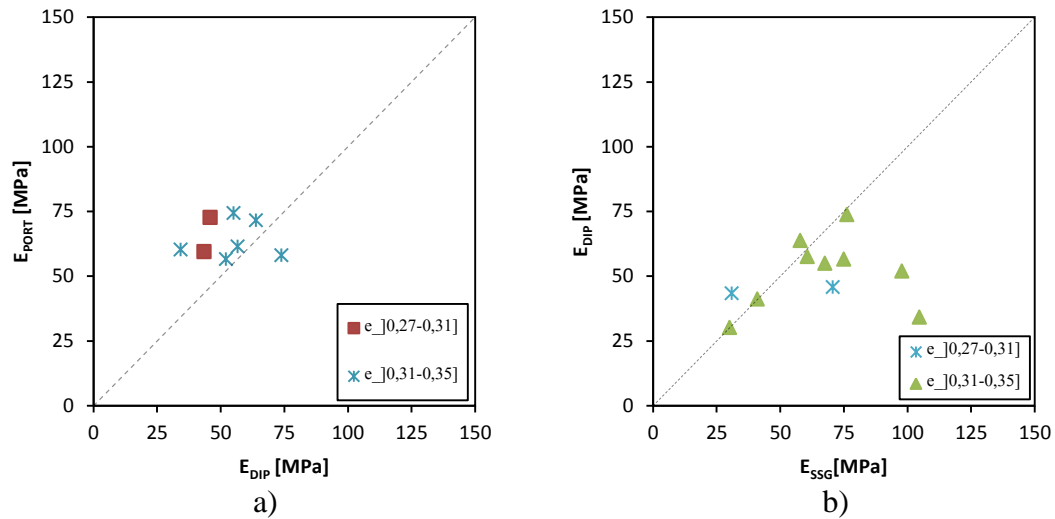 150
125
100
75
50
25
0
E_PORT [MPa]
0 25 50 75 100 125 150
E_DIP [MPa]
e_]0,27-0,31]
e_]0,31-0,35]
a)
150
125
100
75
50
25
0
E_DIP [MPa]
0 25 50 75 100 125 150
E_SSG[MPa]
e_]0,27-0,31]
e_]0,31-0,35]
b)